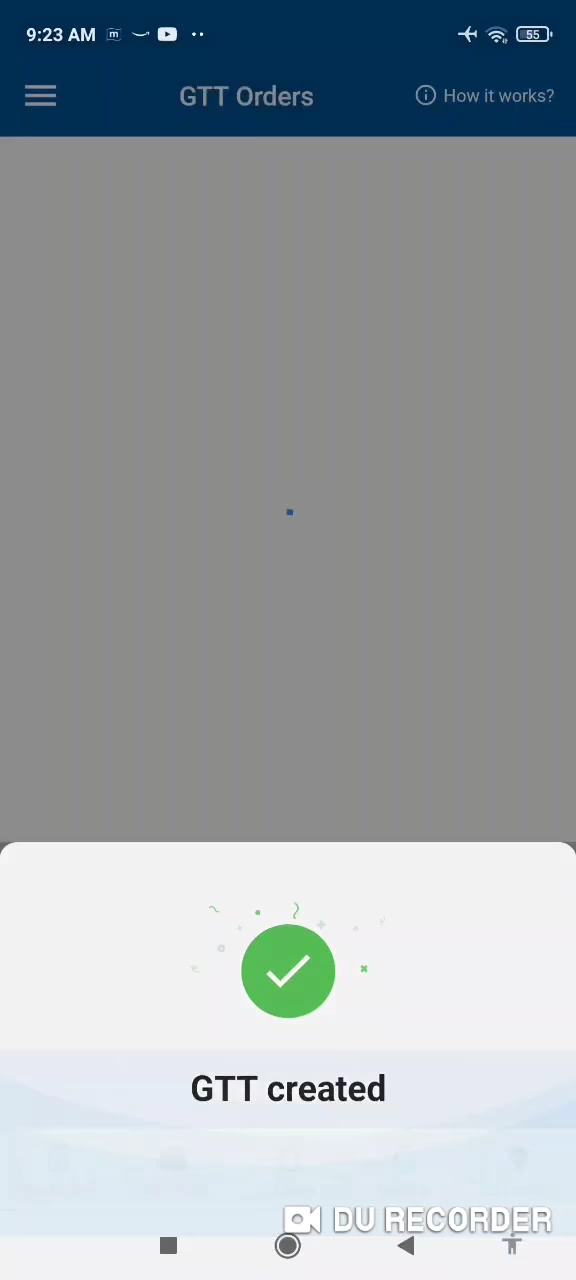 9:23 AM
55
GTT Orders
How it works?
GTT created
DU RECORDER